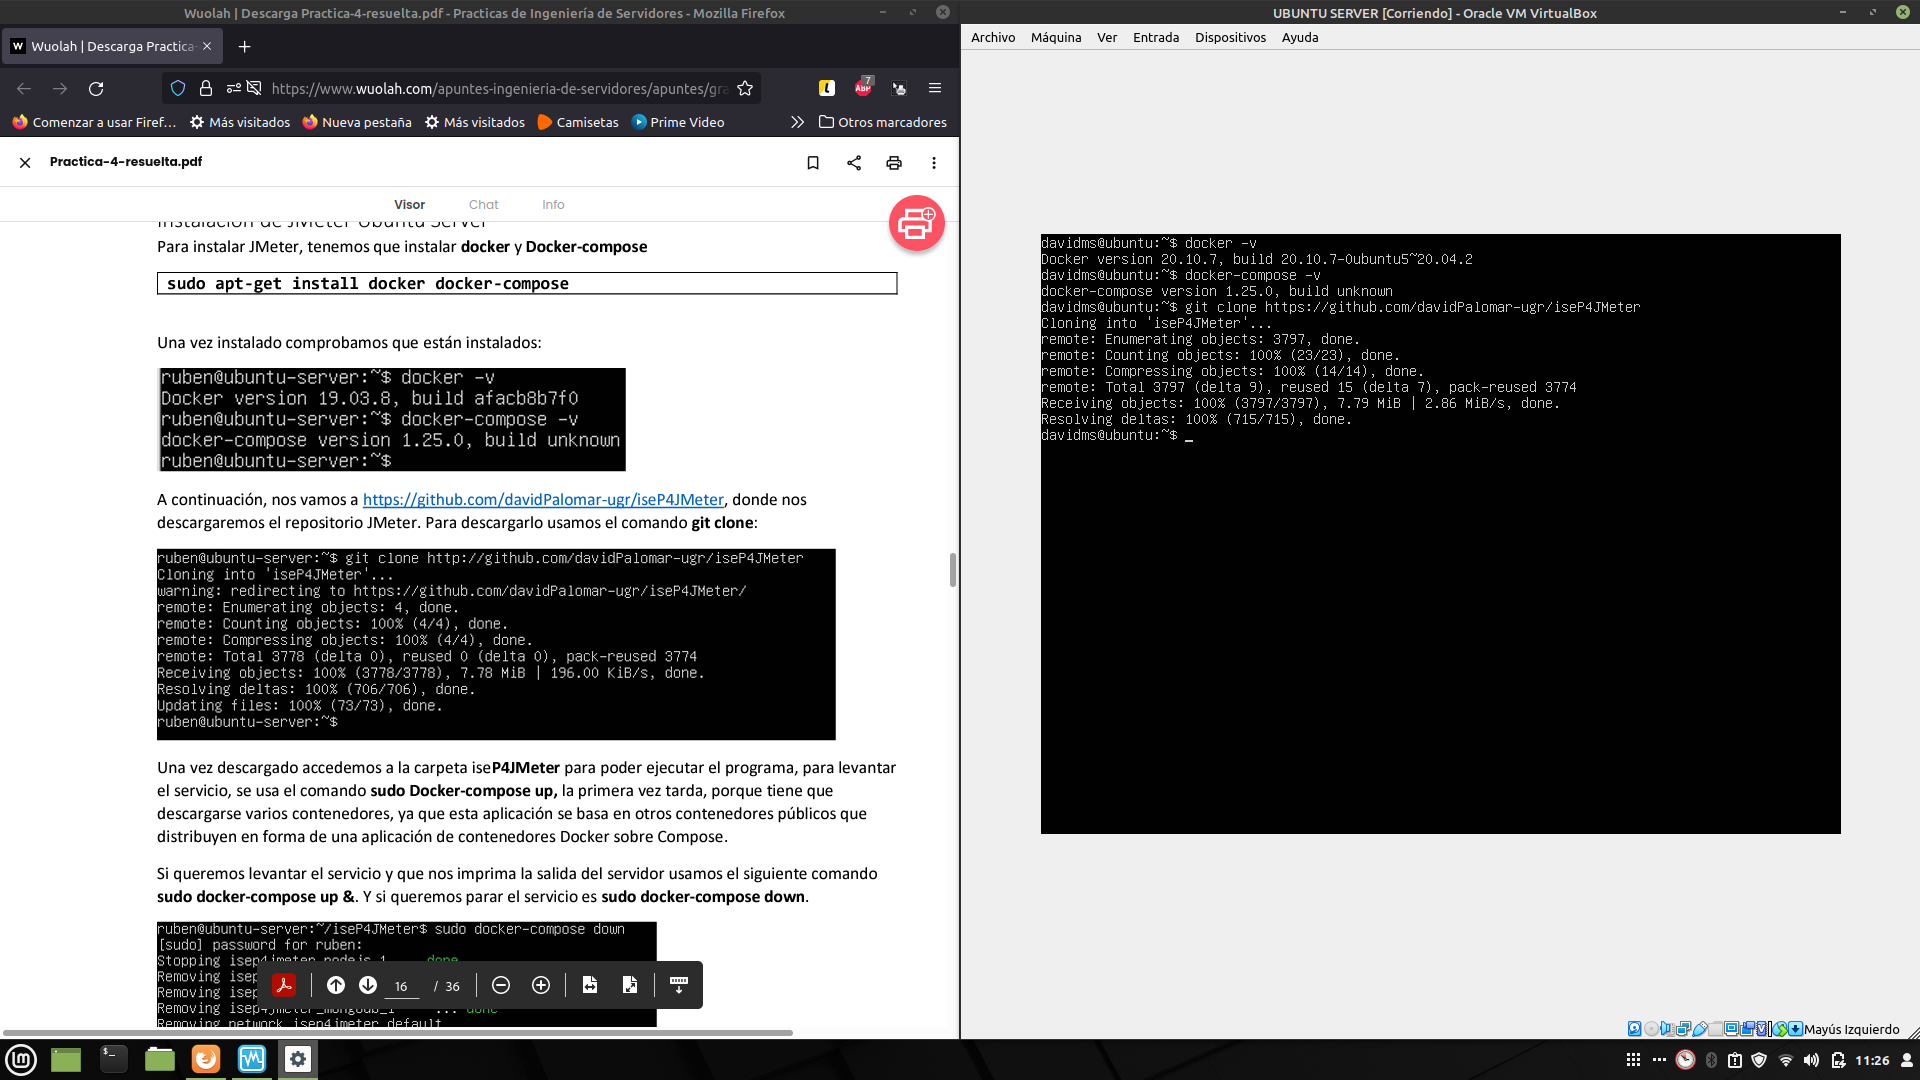 Wuolah | Descarga Practica-4-resuelta.pdf - Practicas de Ingeniería de Servidores - Mozilla Firefox
Wuolah | Descarga Practica-
https://www.wuolah.com/apuntes-ingenieria-de-servidores/apuntes/gra
7
ABP
Comenzar a usar Firef...
Más visitados
Nueva pestaña
Más visitados
Camisetas
Prime Video
Otros marcadores
Practica-4-resuelta.pdf
Visor
Chat
Info
Instalación de JMeter Ubuntu Server
Para instalar JMeter, tenemos que instalar docker y Docker-compose
sudo apt-get install docker docker-compose
Una vez instalado comprobamos que están instalados:
ruben@ubuntu-server:~$ docker -v
Docker version 19.03.8, build afacb8b7f0
ruben@ubuntu-server:~$ docker-compose -v
docker-compose version 1.25.0, build unknown
ruben@ubuntu-server:~$
A continuación, nos vamos a https://github.com/davidPalomar-ugr/iseP4JMeter, donde nos
descargaremos el repositorio JMeter. Para descargarlo usamos el comando git clone:
ruben@ubuntu-server:~$ git clone http://github.com/davidPalomar-ugr/iseP4JMeter
Cloning into 'iseP4JMeter'...
warning: redirecting to https://github.com/davidPalomar-ugr/iseP4JMeter/
remote: Enumerating objects: 4, done.
remote: Counting objects: 100% (4/4), done.
remote: Compressing objects: 100% (4/4), done.
remote: Total 3778 (delta 0), reused 0 (delta 0), pack-reused 3774
Receiving objects: 100% (3778/3778), 7.78 MiB | 196.00 KiB/s, done.
Resolving deltas: 100% (706/706), done.
Updating files: 100% (73/73), done.
ruben@ubuntu-server:~$
Una vez descargado accedemos a la carpeta iseP4JMeter para poder ejecutar el programa, para levantar
el servicio, se usa el comando sudo Docker-compose up, la primera vez tarda, porque tiene que
descargarse varios contenedores, ya que esta aplicación se basa en otros contenedores públicos que
distribuyen en forma de una aplicación de contenedores Docker sobre Compose.
Si queremos levantar el servicio y que nos imprima la salida del servidor usamos el siguiente comando
sudo docker-compose up &. Y si queremos parar el servicio es sudo docker-compose down.
ruben@ubuntu-server:~/iseP4JMeter$ sudo docker-compose down
[sudo] password for ruben:
Stopping isep4jmeter_nodejs_1 ... done
Removing isep
Removing isep
Removing isep4jmeter_mongodb_1 ... done
Removing network isep4jmeter_default
16 / 36
UBUNTU SERVER [Corriendo] - Oracle VM VirtualBox
Archivo
Máquina
Ver
Entrada
Dispositivos
Ayuda
davidms@ubuntu:~$ docker -v
Docker version 20.10.7, build 20.10.7-0ubuntu5~20.04.2
davidms@ubuntu:~$ docker-compose -v
docker-compose version 1.25.0, build unknown
davidms@ubuntu:~$ git clone https://github.com/davidPalomar-ugr/iseP4JMeter
Cloning into 'iseP4JMeter'...
remote: Enumerating objects: 3797, done.
remote: Counting objects: 100% (23/23), done.
remote: Compressing objects: 100% (14/14), done.
remote: Total 3797 (delta 9), reused 15 (delta 7), pack-reused 3774
Receiving objects: 100% (3797/3797), 7.79 MiB | 2.86 MiB/s, done.
Resolving deltas: 100% (715/715), done.
davidms@ubuntu:~$ _
Mayús Izquierdo
11:26